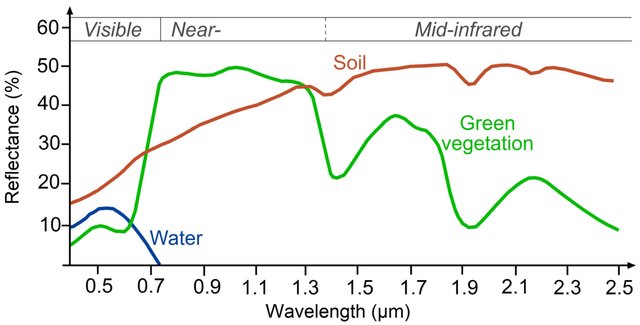 Visible
Near-
Mid-infrared
60
50
40
30
20
10
Reflectance (%)
Soil
Green
vegetation
Water
0.5 0.7 0.9 1.1 1.3 1.5 1.7 1.9 2.1 2.3 2.5
Wavelength (µm)